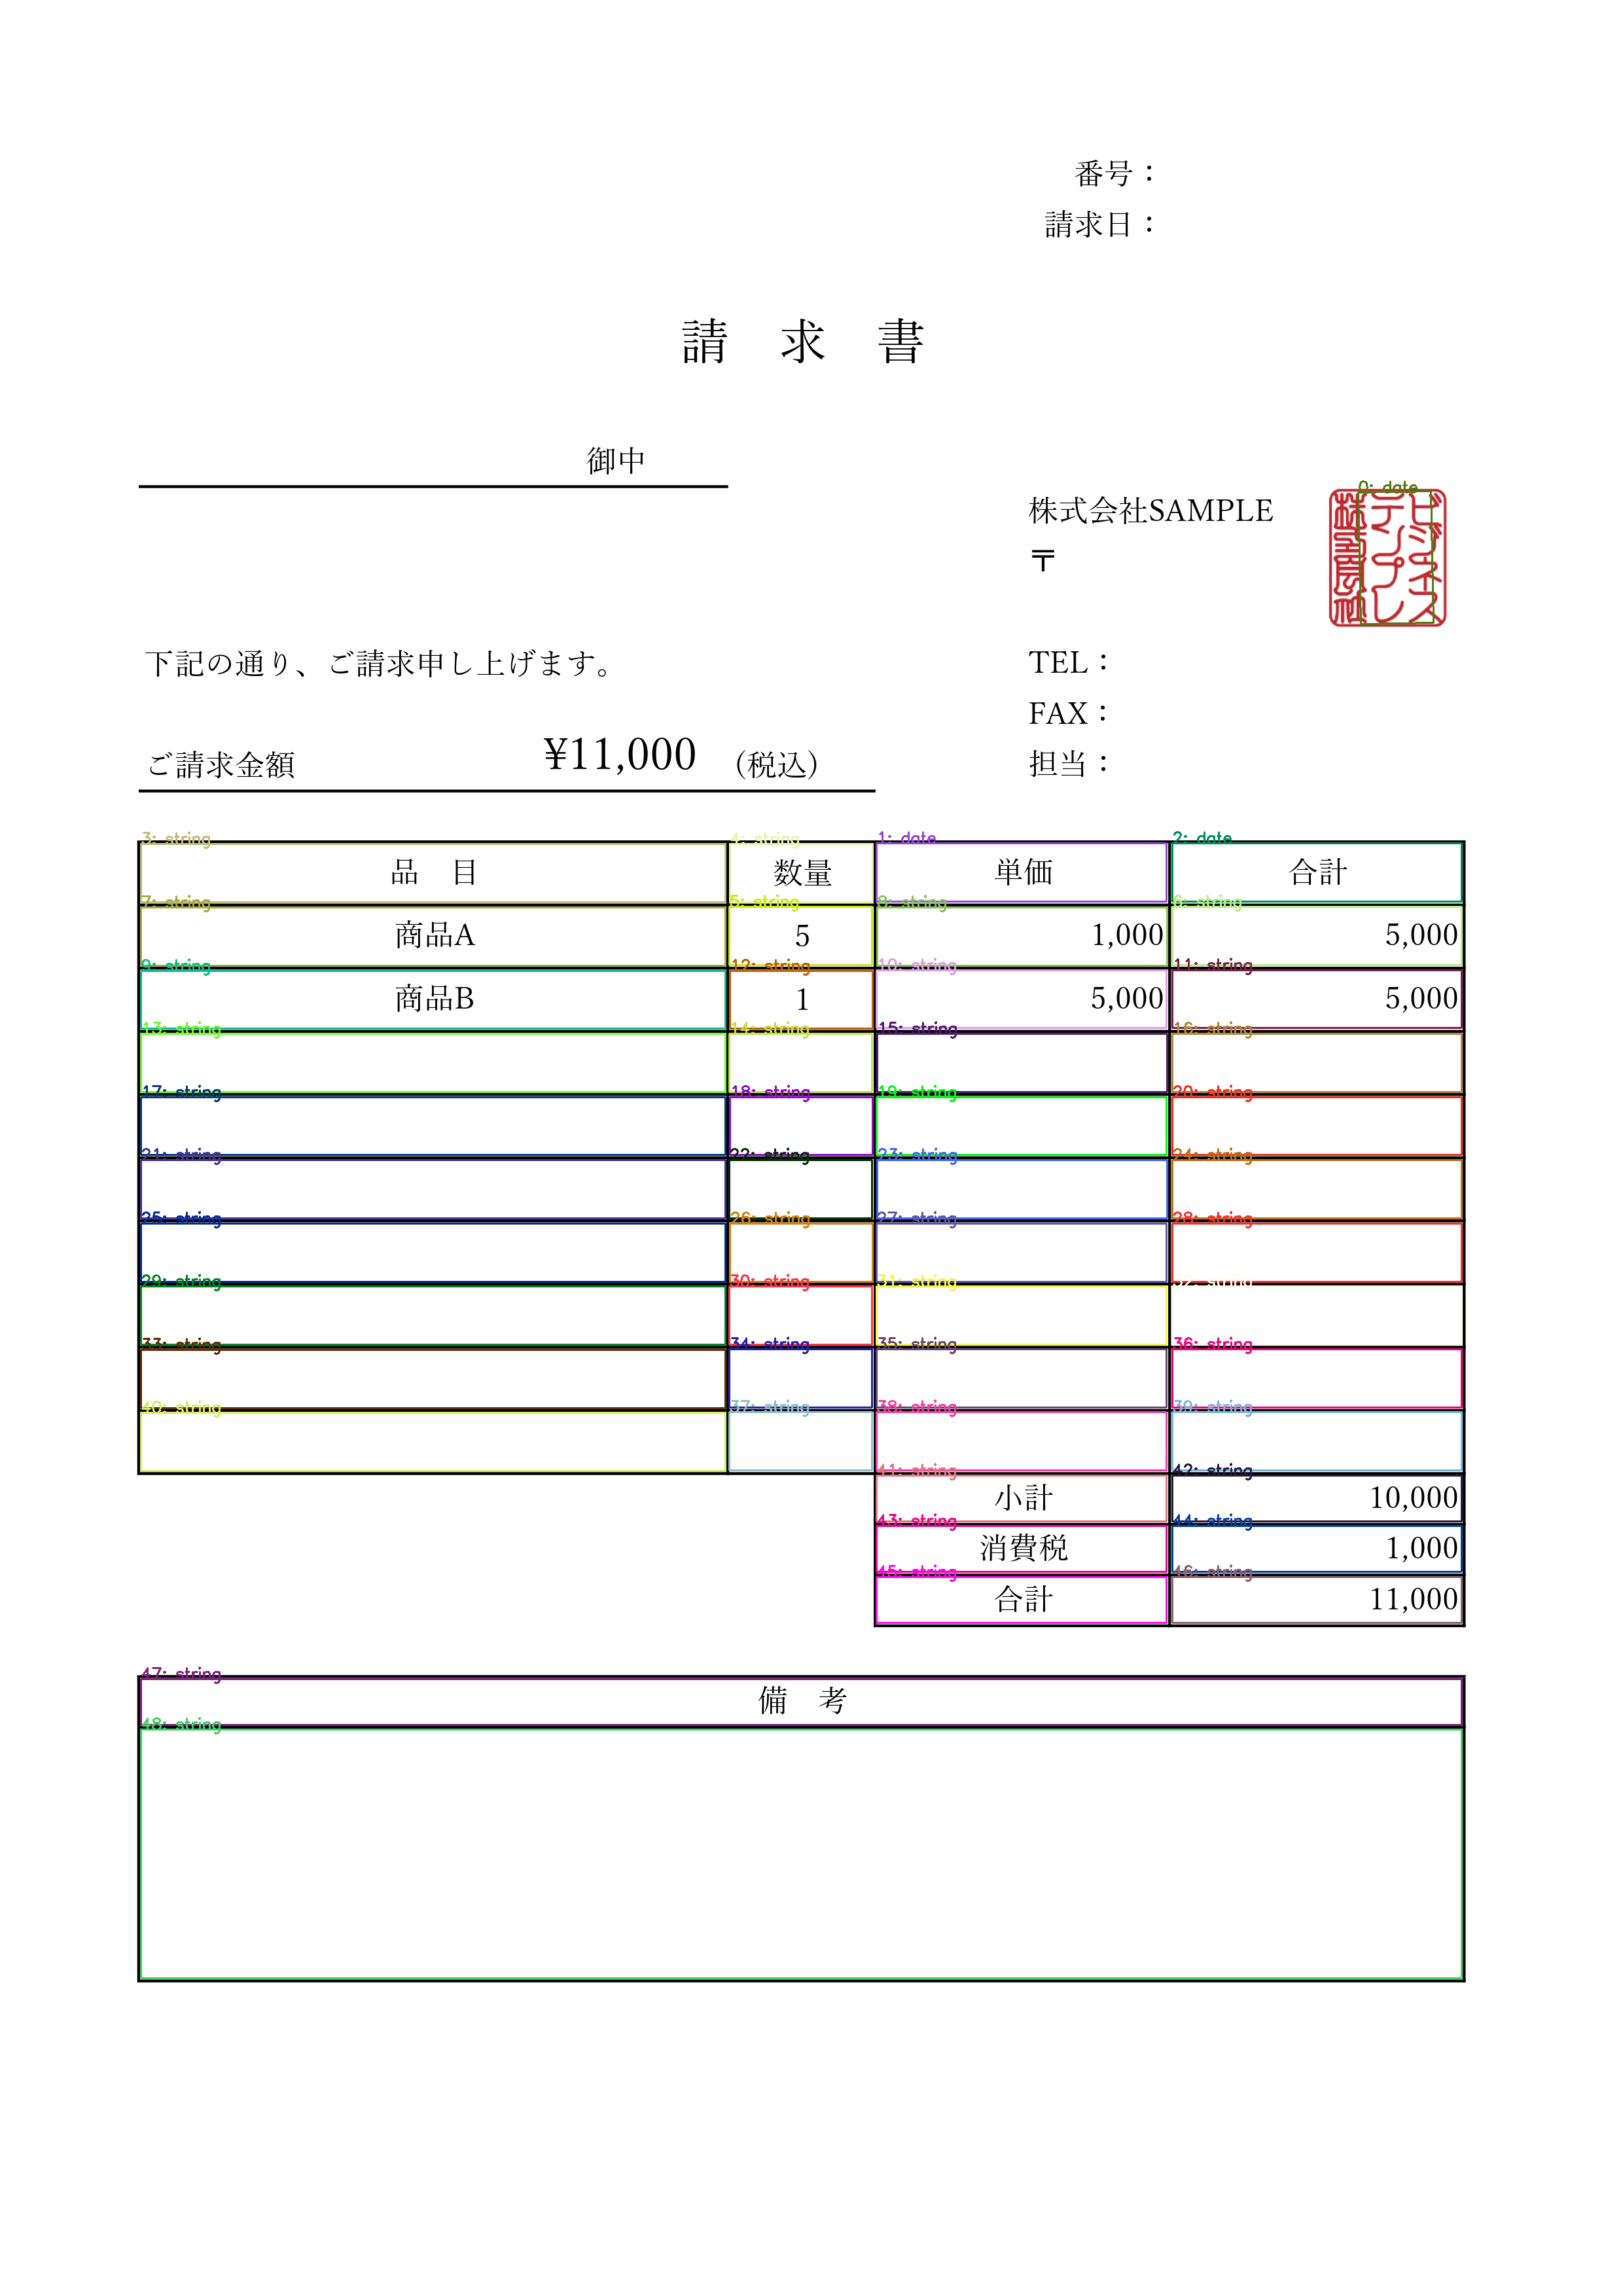 番号：
請求日：
請 求 書
御中
株式会社SAMPLE
〒
0: date
ビジネス
テンプレ
下記の通り、ご請求申し上げます。
TEL：
FAX：
担当：
ご請求金額 ¥11,000 （税込）
3: string 4: string 1: date 2: date
品 目 数量 単価 合計
7: string 5: string 8: string 6: string
商品A 5 1,000 5,000
9: string 12: string 10: string 11: string
商品B 1 5,000 5,000
13: string 14: string 15: string 16: string
17: string 18: string 19: string 20: string
21: string 22: string 23: string 24: string
25: string 26: string 27: string 28: string
29: string 30: string 31: string 32: string
33: string 34: string 35: string 36: string
40: string 37: string 38: string 39: string
41: string 42: string
小計 10,000
43: string 44: string
消費税 1,000
45: string 46: string
合計 11,000
47: string
備 考
48: string